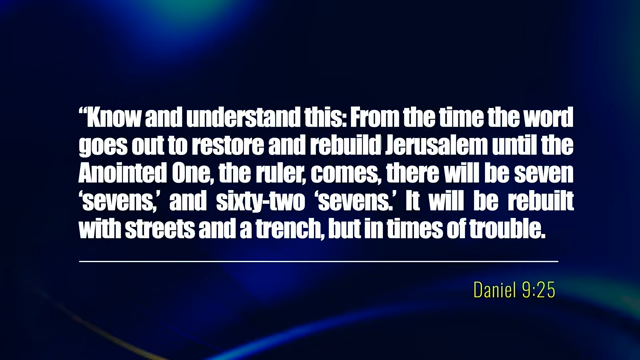 “Know and understand this: From the time the word
goes out to restore and rebuild Jerusalem until the
Anointed One, the ruler, comes, there will be seven
‘sevens,’ and sixty-two ‘sevens.’ It will be rebuilt
with streets and a trench, but in times of trouble.
Daniel 9:25